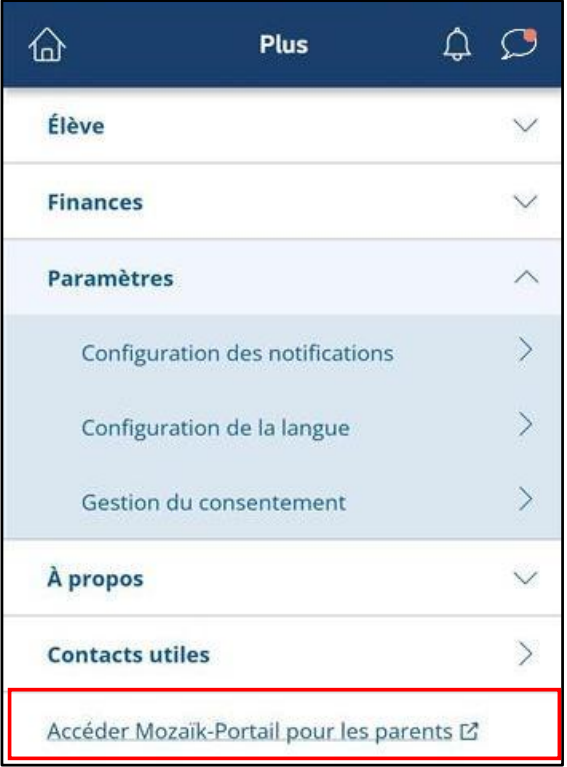 Plus
Élève
Finances
Paramètres
Configuration des notifications
Configuration de la langue
Gestion du consentement
À propos
Contacts utiles
Accéder Mozaïk-Portail pour les parents